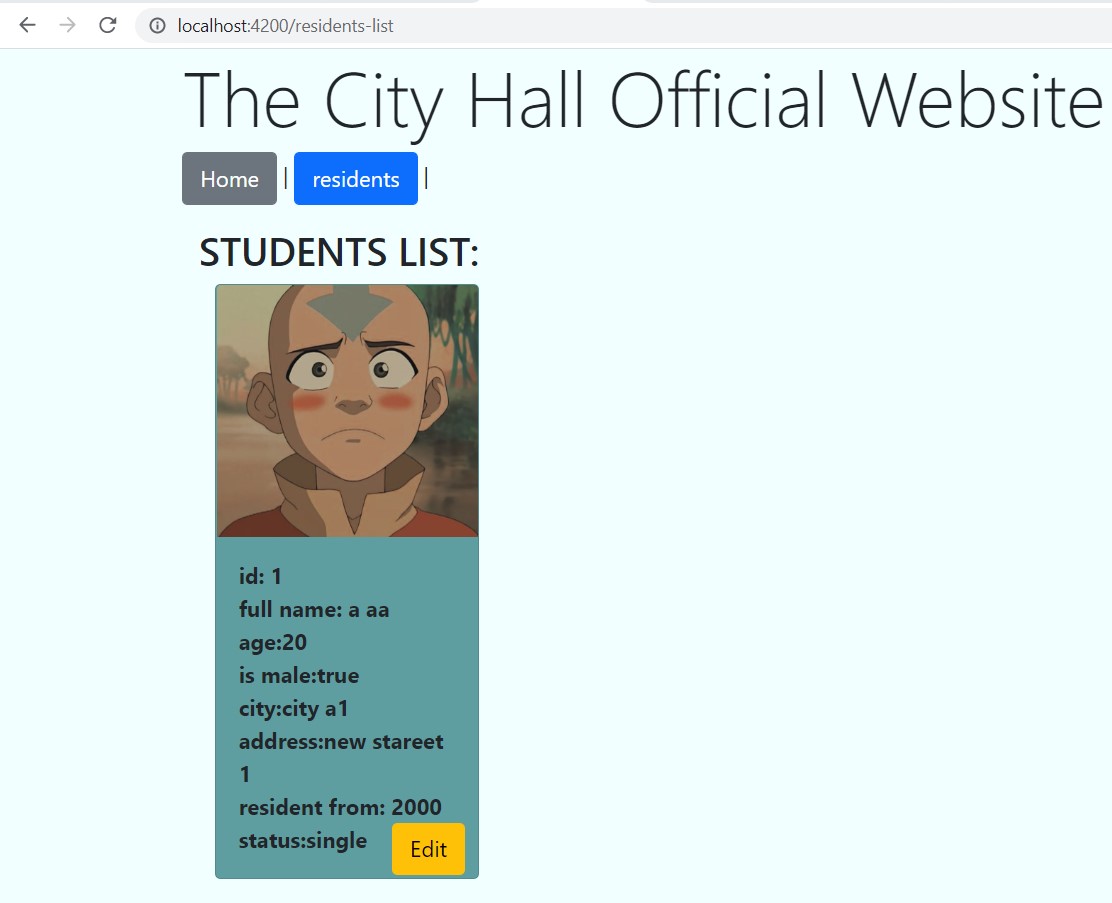 localhost:4200/residents-list
The City Hall Official Website
Home | residents |
STUDENTS LIST:
id: 1
full name: a aa
age:20
is male:true
city:city a1
address:new stareet
1
resident from: 2000
status:single
Edit